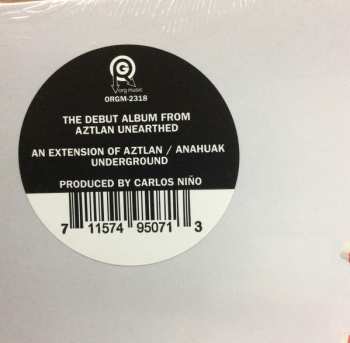 org music
ORGM-2318
THE DEBUT ALBUM FROM
AZTLAN UNEARTHED
AN EXTENSION OF AZTLAN / ANAHUAK
UNDERGROUND
PRODUCED BY CARLOS NIÑO
7 11574 95071 3